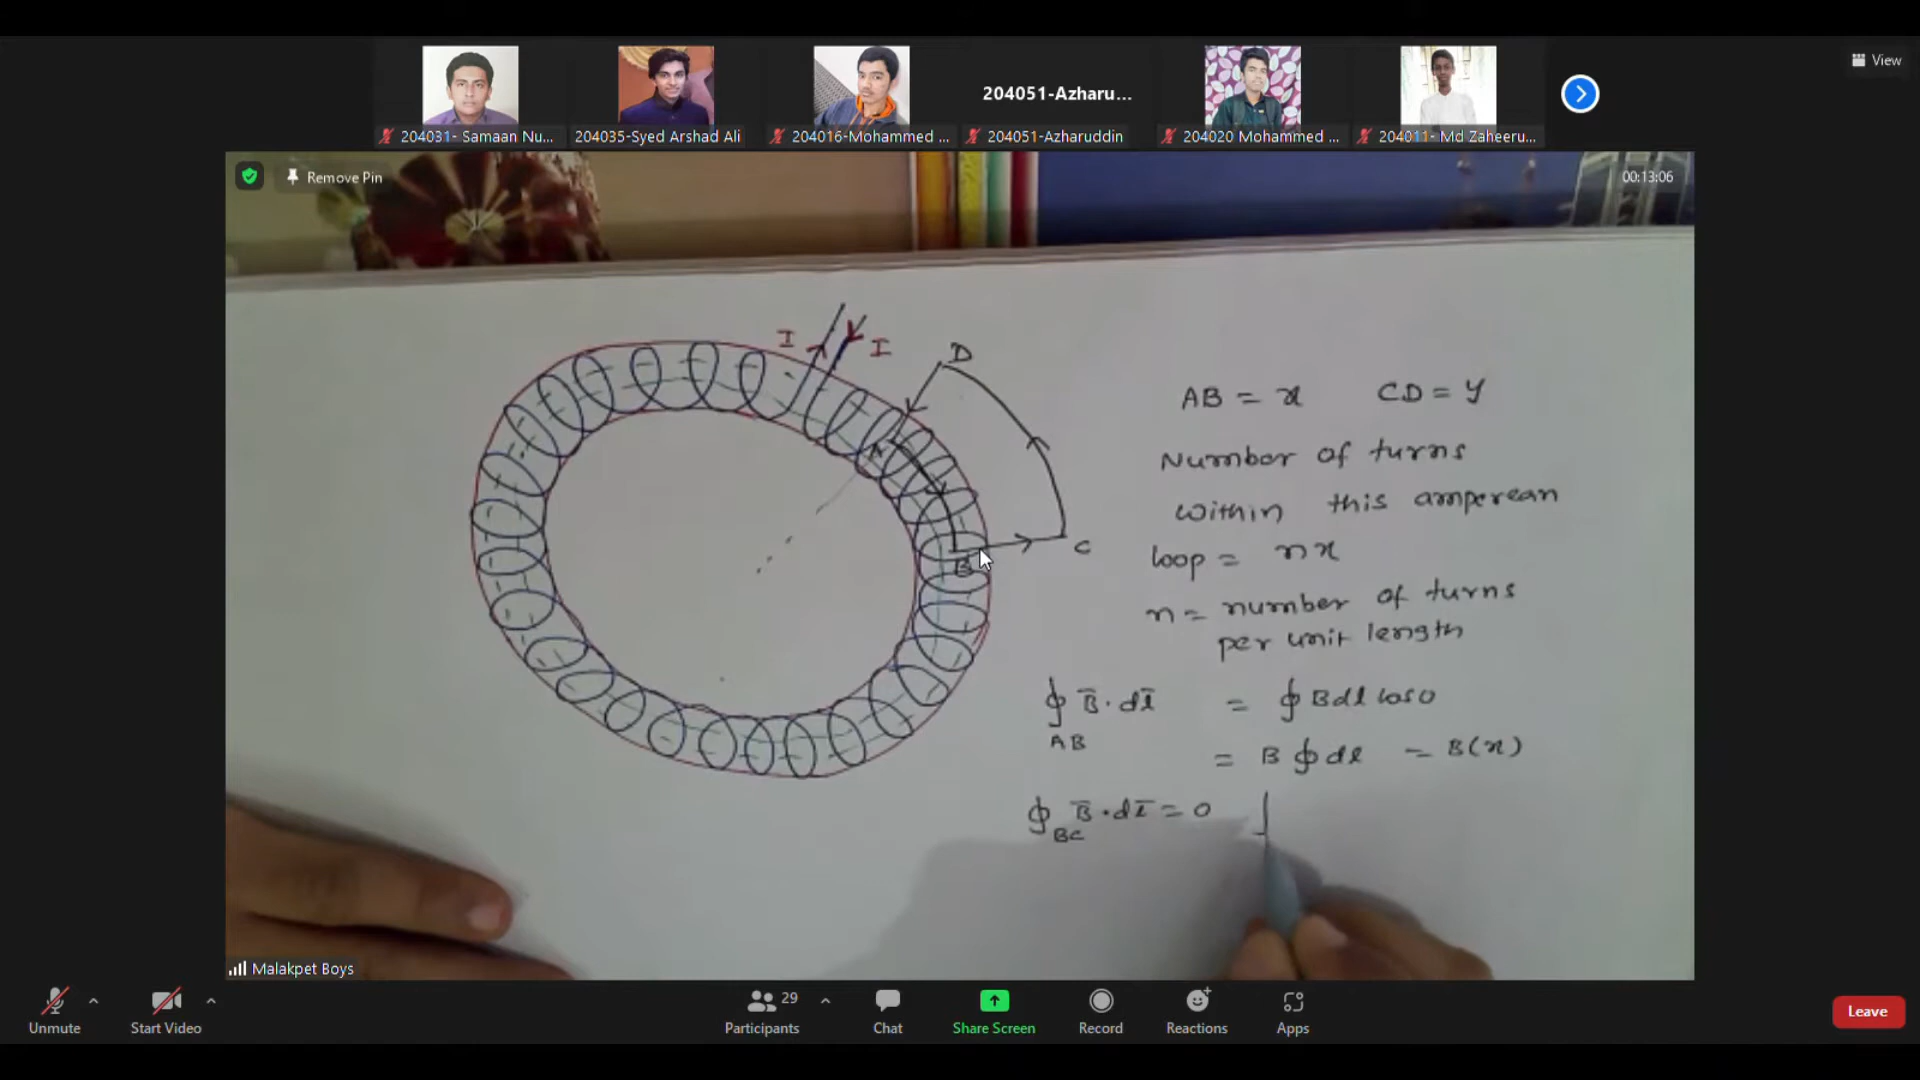 View
204051-Azharu...
204031- Samaan Nu...
204035-Syed Arshad Ali
204016-Mohammed ...
204051-Azharuddin
204020 Mohammed ...
204011- Md Zaheeru...
Remove Pin
00:13:06
I
I
D
A
B
C
AB = x CD = y
Number of turns
within this amperean
loop = nx
n = number of turns
per unit length
∮ B̅ · dl̅ = ∮ B dl cos 0
AB
= B ∮ dl = B(x)
∮ B̅ · dl̅ = 0 ∫
BC
Malakpet Boys
Unmute
Start Video
29
Participants
Chat
Share Screen
Record
Reactions
Apps
Leave